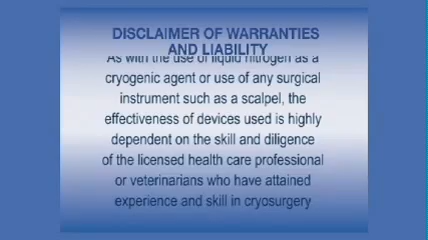 DISCLAIMER OF WARRANTIES
AND LIABILITY
As with the use of liquid nitrogen as a
cryogenic agent or use of any surgical
instrument such as a scalpel, the
effectiveness of devices used is highly
dependent on the skill and diligence
of the licensed health care professional
or veterinarians who have attained
experience and skill in cryosurgery